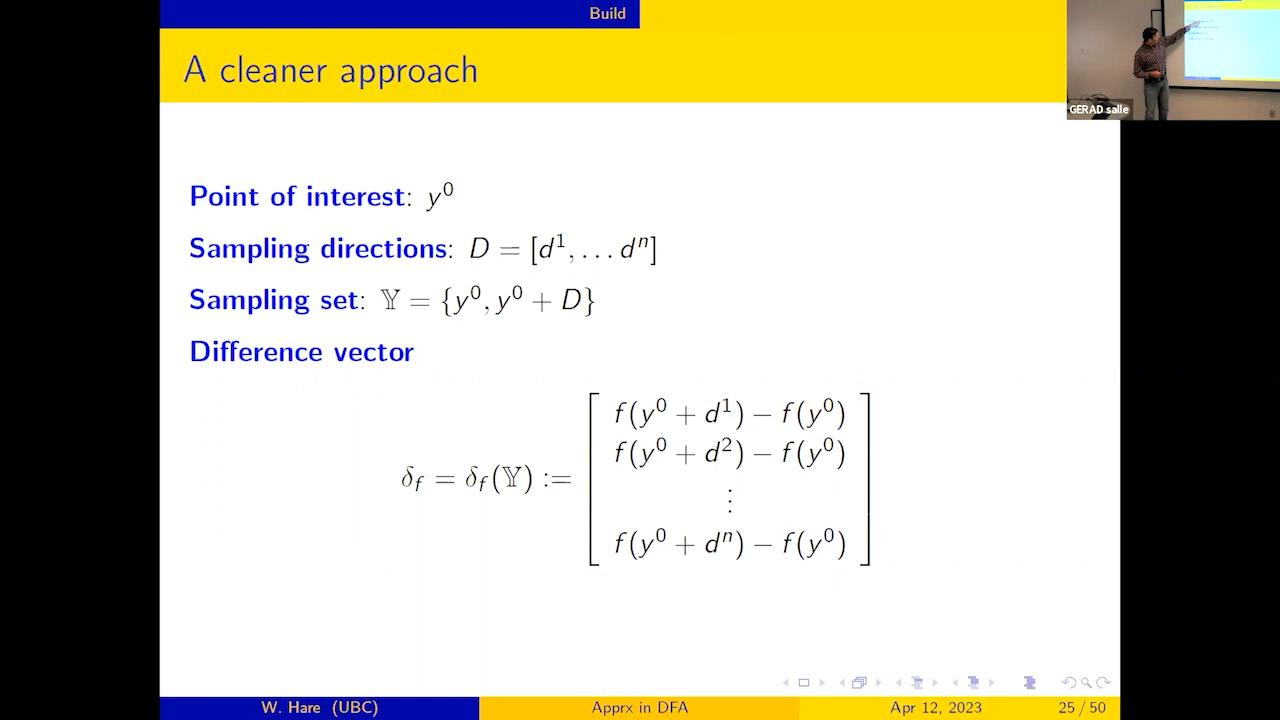 Build
A cleaner approach
GERAD salle
Point of interest: y⁰
Sampling directions: D = [d¹, … dⁿ]
Sampling set: 𝕐 = {y⁰, y⁰ + D}
Difference vector
f(y⁰ + d¹) − f(y⁰)
f(y⁰ + d²) − f(y⁰)
δf = δf(𝕐) :=
⋮
f(y⁰ + dⁿ) − f(y⁰)
W. Hare (UBC) Apprx in DFA Apr 12, 2023 25 / 50